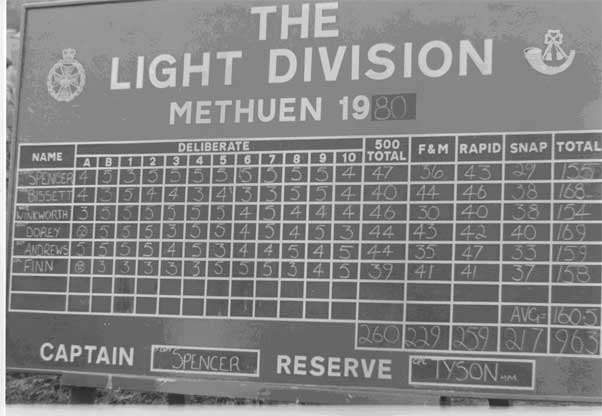 THE
LIGHT DIVISION
METHUEN 1980
NAME DELIBERATE 500 TOTAL F&M RAPID SNAP TOTAL
A B 1 2 3 4 5 6 7 8 9 10
SPENCER 4 5 3 5 5 5 5 5 5 5 5 4 47 36 43 29 155
BISSETT 4 3 5 4 4 3 4 3 3 5 5 4 40 44 46 38 168
WINKWORTH 3 5 5 5 5 5 5 4 5 4 4 4 46 30 40 38 154
DOREY 5 5 5 3 5 5 4 5 4 5 3 44 43 42 40 169
ANDREWS 5 5 5 5 4 5 3 4 4 5 4 5 44 35 47 33 159
FINN 3 3 3 3 3 5 5 5 3 4 5 39 41 41 37 158
AVG= 160.5
260 229 259 217 963
CAPTAIN SPENCER RESERVE TYSON MM